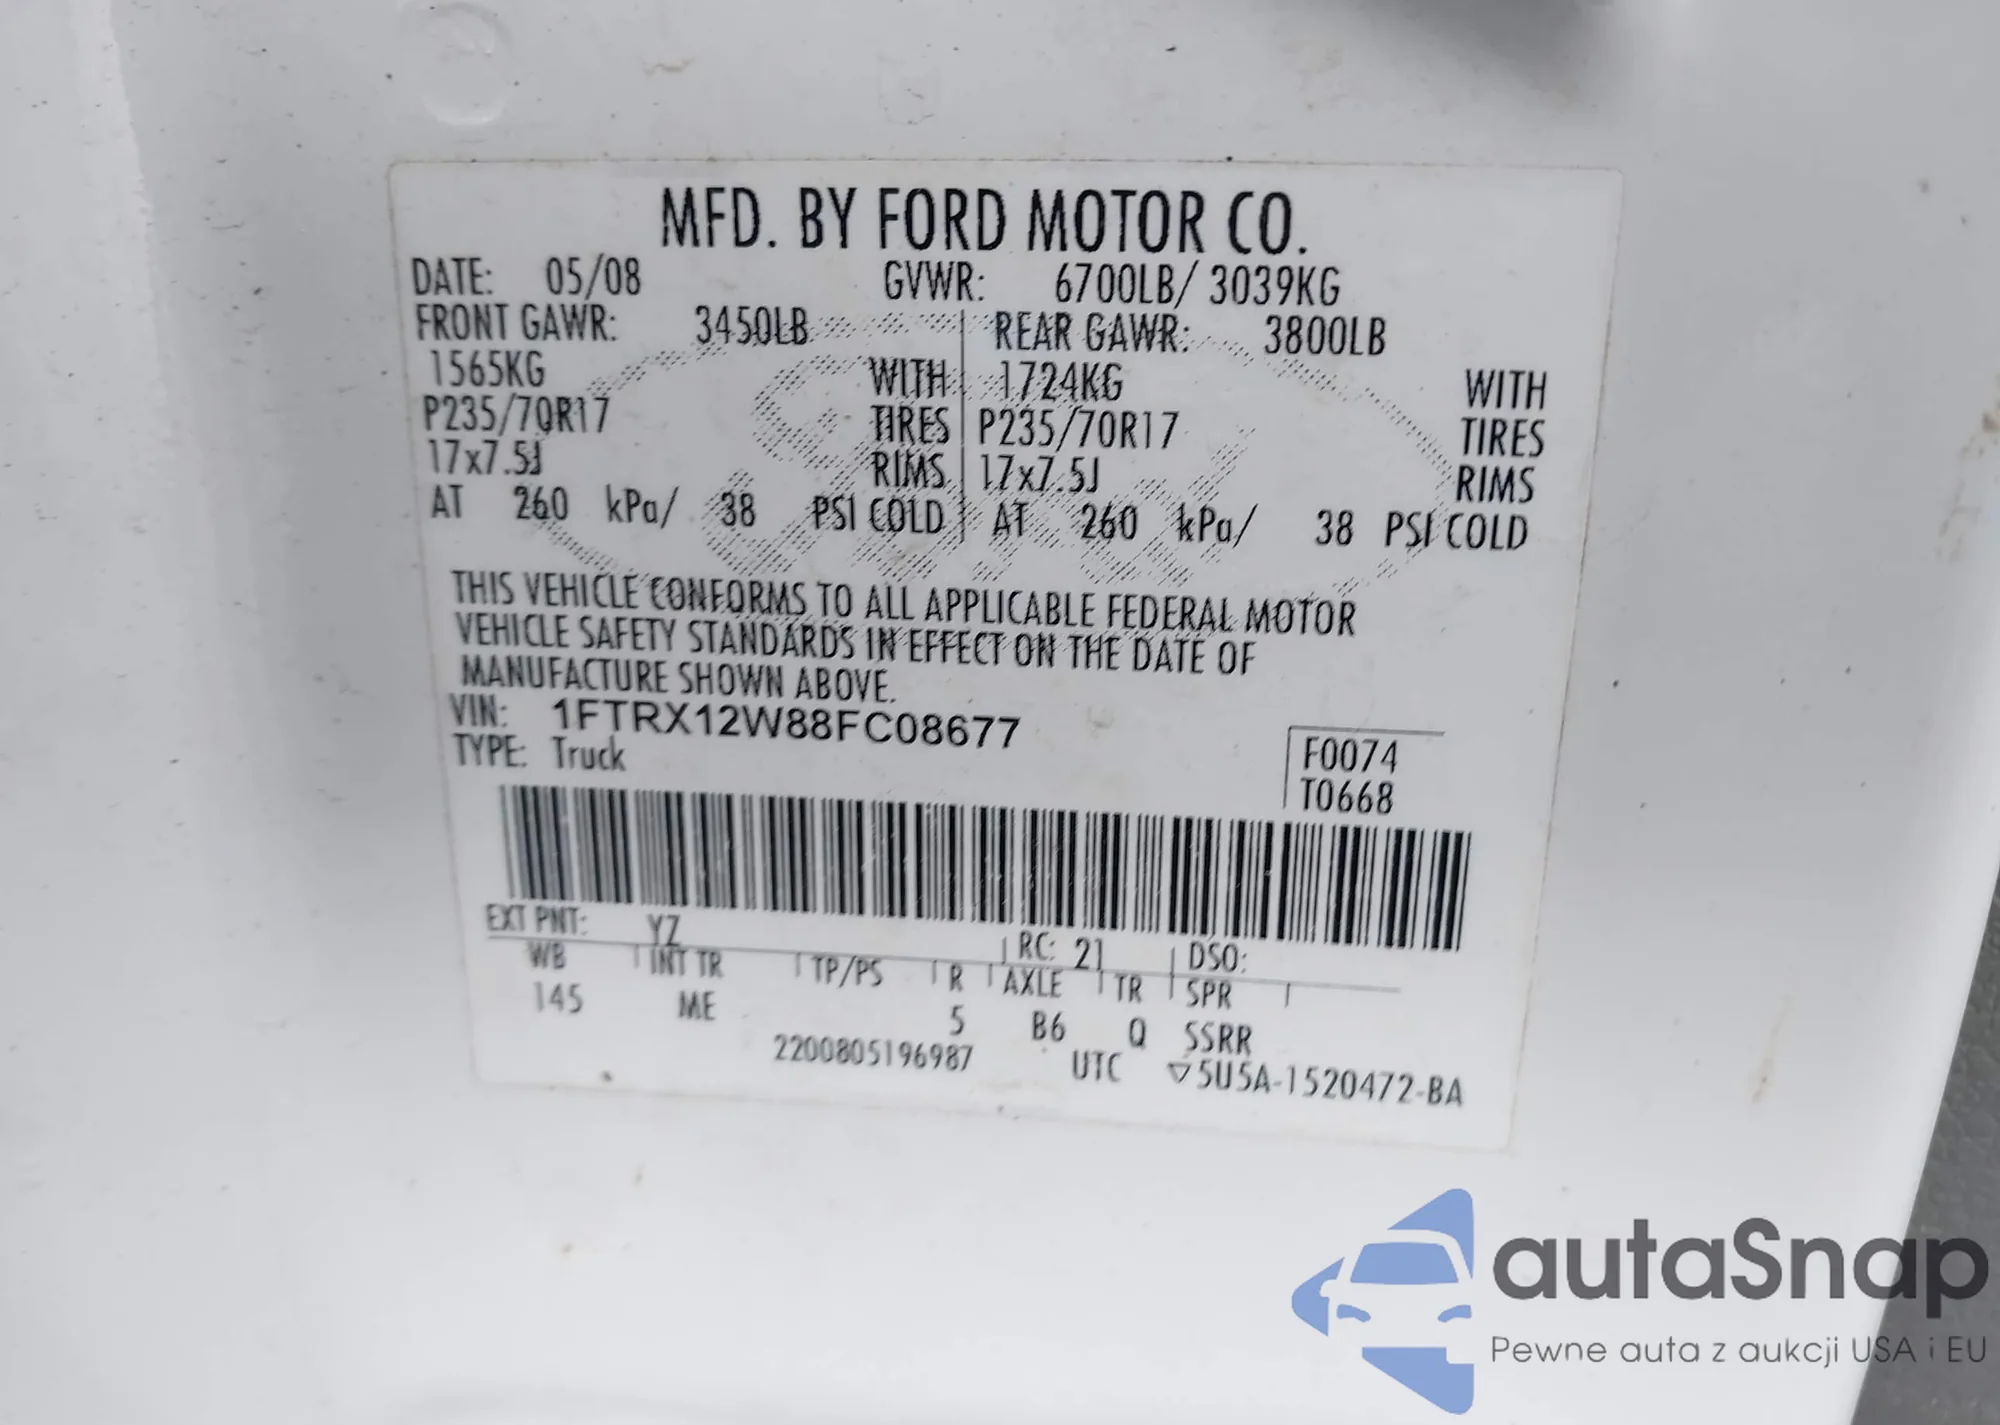 MFD. BY FORD MOTOR CO.
DATE: 05/08 GVWR: 6700LB/ 3039KG
FRONT GAWR: 3450LB REAR GAWR: 3800LB
1565KG WITH 1724KG WITH
P235/70R17 TIRES P235/70R17 TIRES
17x7.5J RIMS 17x7.5J RIMS
AT 260 kPa/ 38 PSI COLD AT 260 kPa/ 38 PSI COLD
THIS VEHICLE CONFORMS TO ALL APPLICABLE FEDERAL MOTOR
VEHICLE SAFETY STANDARDS IN EFFECT ON THE DATE OF
MANUFACTURE SHOWN ABOVE.
VIN: 1FTRX12W88FC08677
TYPE: Truck
F0074
T0668
EXT PNT: YZ RC: 21 DSO:
WB INT TR TP/PS R AXLE TR SPR
145 ME 5 B6 Q SSRR
2200805196987 UTC ▽5U5A-1520472-BA
autaSnap
Pewne auta z aukcji USA i EU